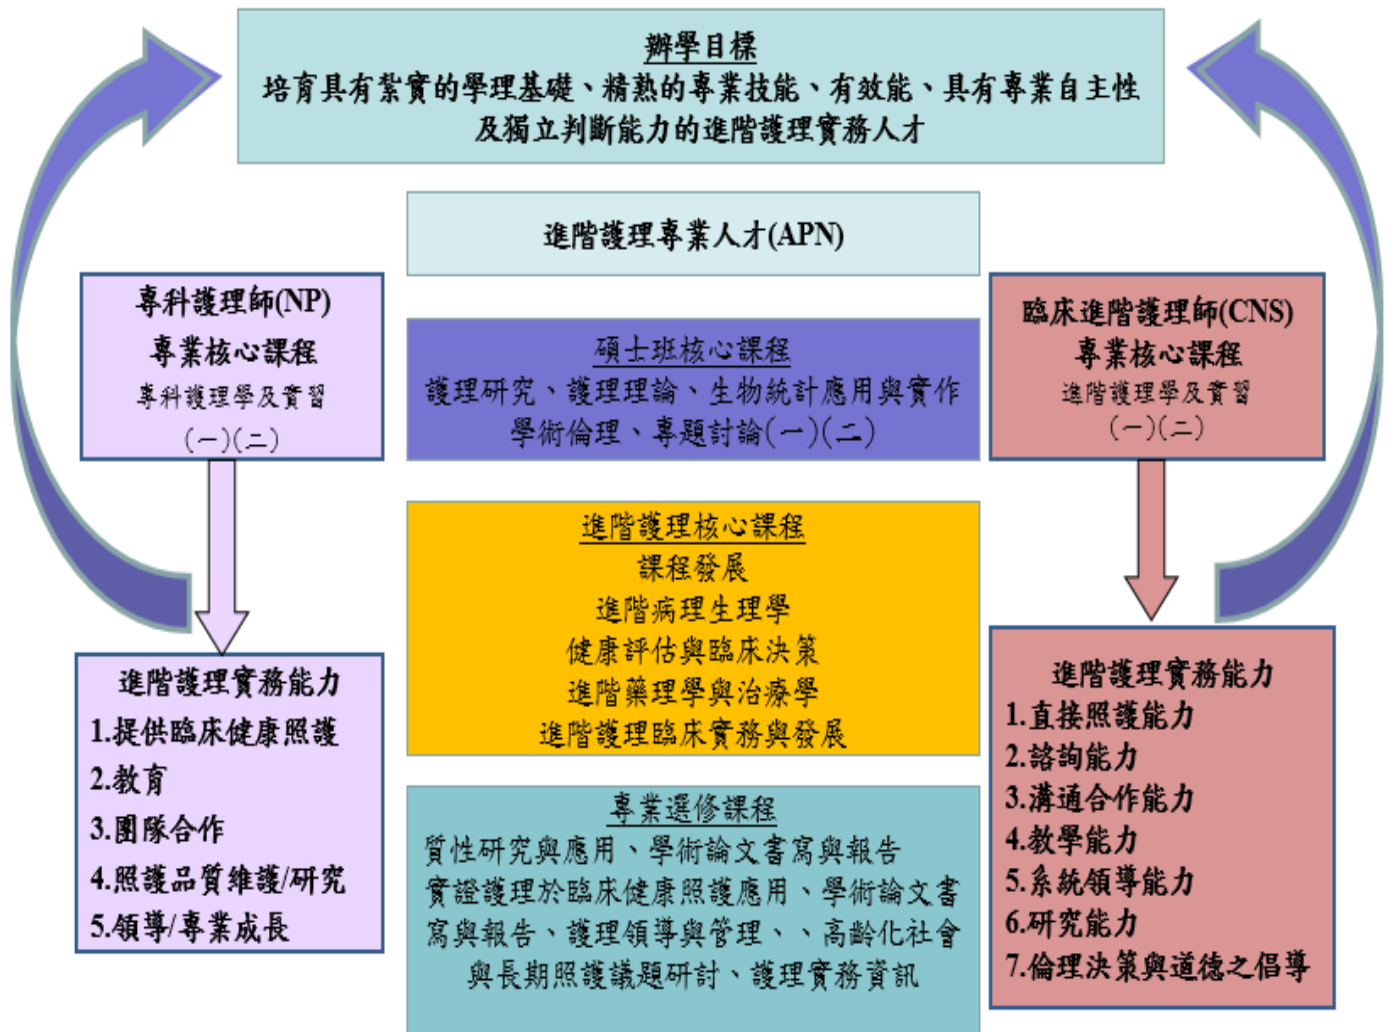 辦學目標
培育具有紮實的學理基礎、精熟的專業技能、有效能、具有專業自主性
及獨立判斷能力的進階護理實務人才
進階護理專業人才(APN)
專科護理師(NP)
專業核心課程
專科護理學及實習
(一)(二)
碩士班核心課程
護理研究、護理理論、生物統計應用與實作
學術倫理、專題討論(一)(二)
臨床進階護理師(CNS)
專業核心課程
進階護理學及實習
(一)(二)
進階護理核心課程
課程發展
進階病理生理學
健康評估與臨床決策
進階藥理學與治療學
進階護理臨床實務與發展
進階護理實務能力
1.提供臨床健康照護
2.教育
3.團隊合作
4.照護品質維護/研究
5.領導/專業成長
專業選修課程
質性研究與應用、學術論文書寫與報告
實證護理於臨床健康照護應用、學術論文書
寫與報告、護理領導與管理、、高齡化社會
與長期照護議題研討、護理實務資訊
進階護理實務能力
1.直接照護能力
2.諮詢能力
3.溝通合作能力
4.教學能力
5.系統領導能力
6.研究能力
7.倫理決策與道德之倡導